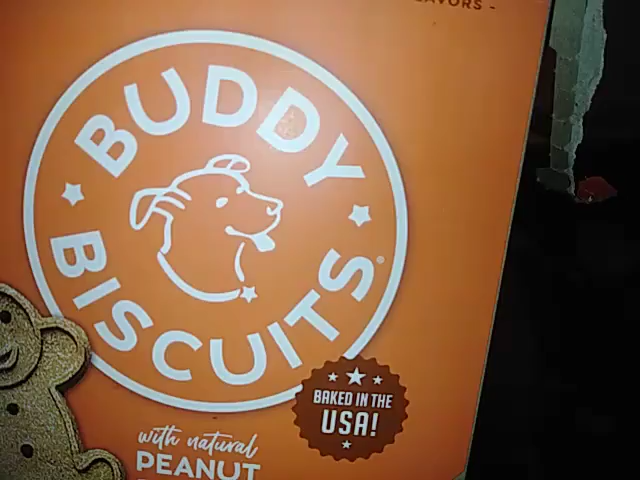 BUDDY
BISCUITS®
BAKED IN THE
USA!
with natural
PEANUT